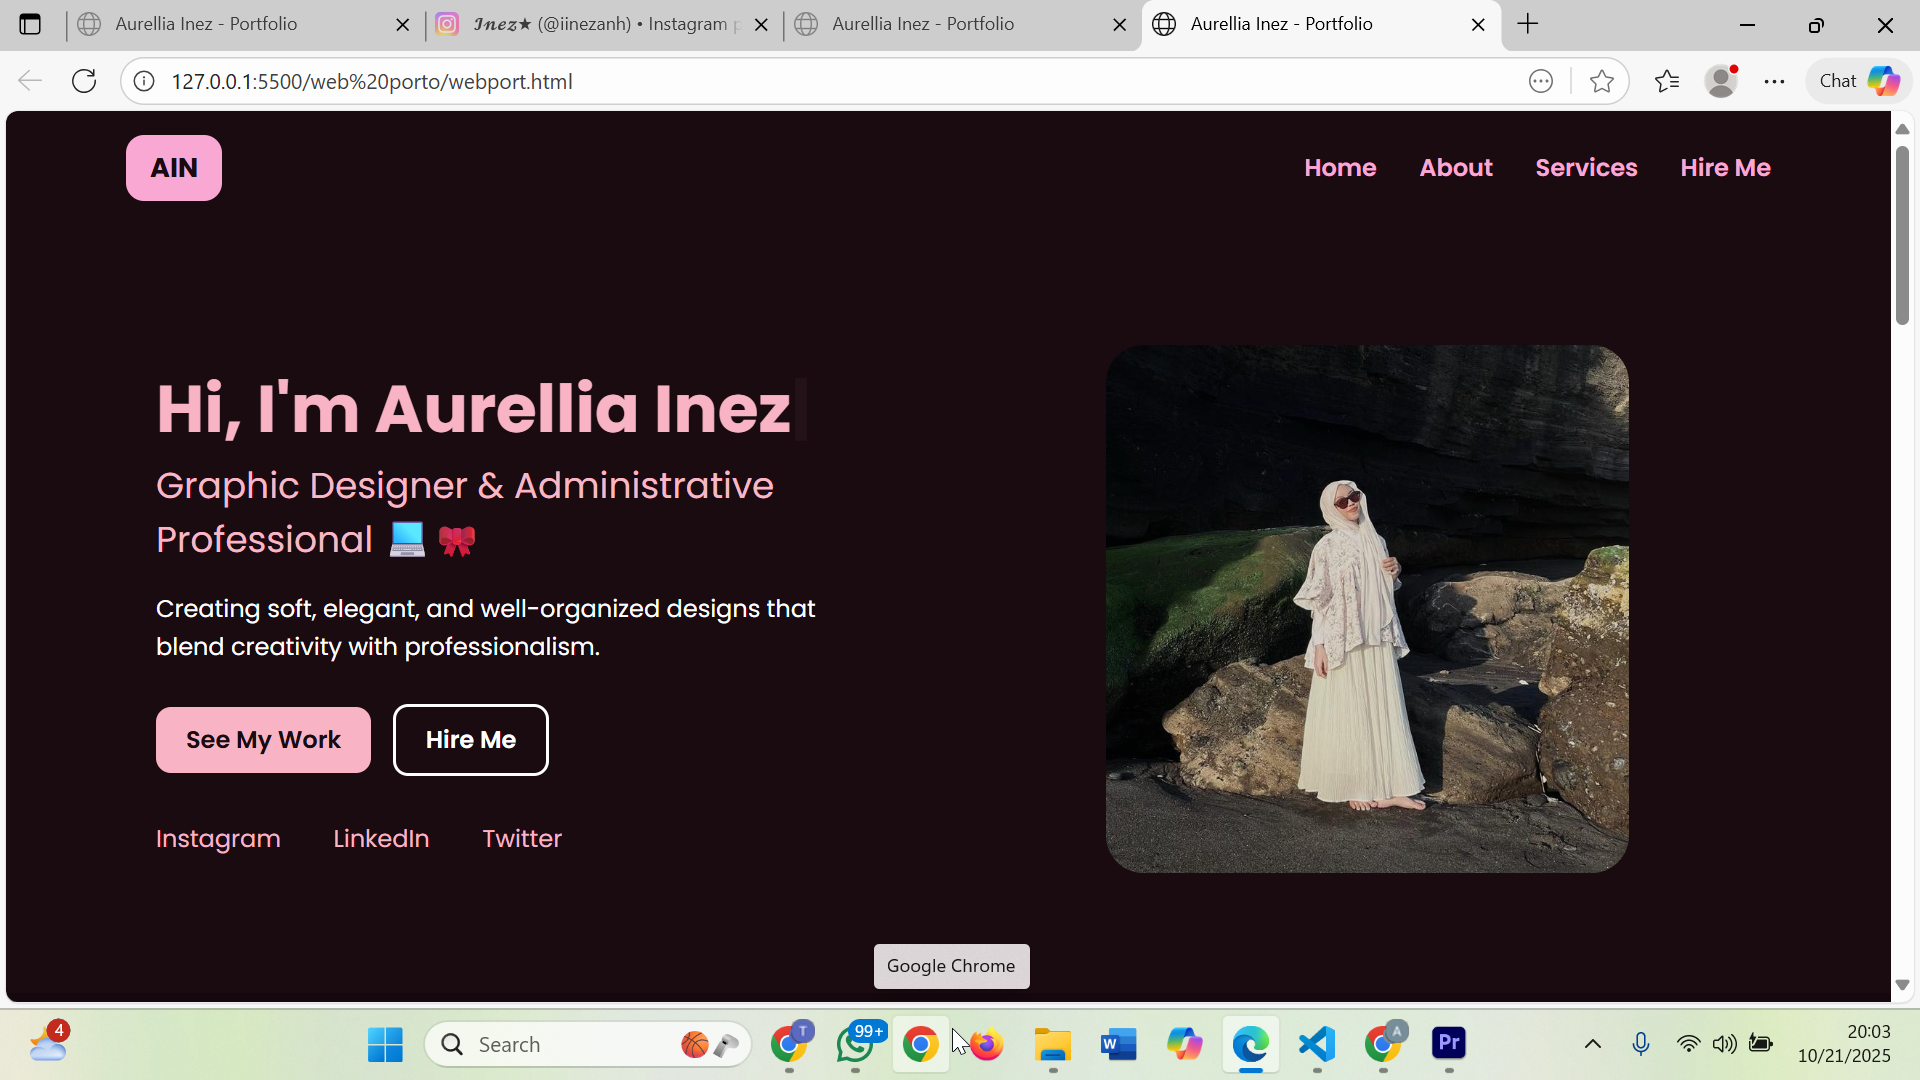 Aurellia Inez - Portfolio
𝑰𝒏𝒆𝒛★ (@iinezanh) • Instagram p
Aurellia Inez - Portfolio
Aurellia Inez - Portfolio
127.0.0.1:5500/web%20porto/webport.html
Chat
AIN
Home About Services Hire Me
Hi, I'm Aurellia Inez
Graphic Designer & Administrative
Professional 💻 🎀
Creating soft, elegant, and well-organized designs that
blend creativity with professionalism.
See My Work Hire Me
Instagram LinkedIn Twitter
Google Chrome
4
Search
T
99+
W
A
Pr
20:03
10/21/2025